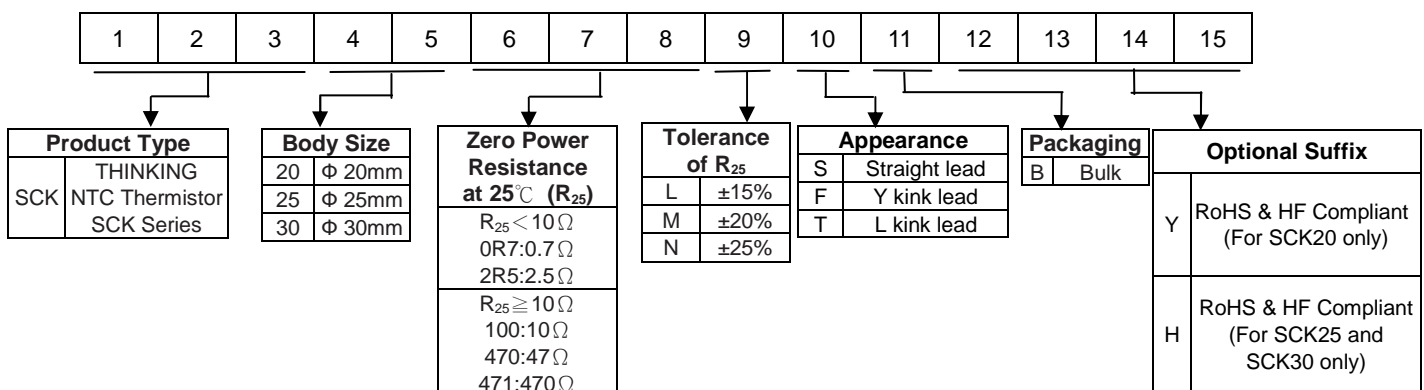 1 2 3 4 5 6 7 8 9 10 11 12 13 14 15
Product Type
SCK
THINKING
NTC Thermistor
SCK Series
Body Size
20 Φ 20mm
25 Φ 25mm
30 Φ 30mm
Zero Power
Resistance
at 25℃ (R25)
R25<10Ω
0R7:0.7Ω
2R5:2.5Ω
R25≧10Ω
100:10Ω
470:47Ω
471:470Ω
Tolerance
of R25
L ±15%
M ±20%
N ±25%
Appearance
S Straight lead
F Y kink lead
T L kink lead
Packaging
B Bulk
Optional Suffix
Y
RoHS & HF Compliant
(For SCK20 only)
H
RoHS & HF Compliant
(For SCK25 and
SCK30 only)